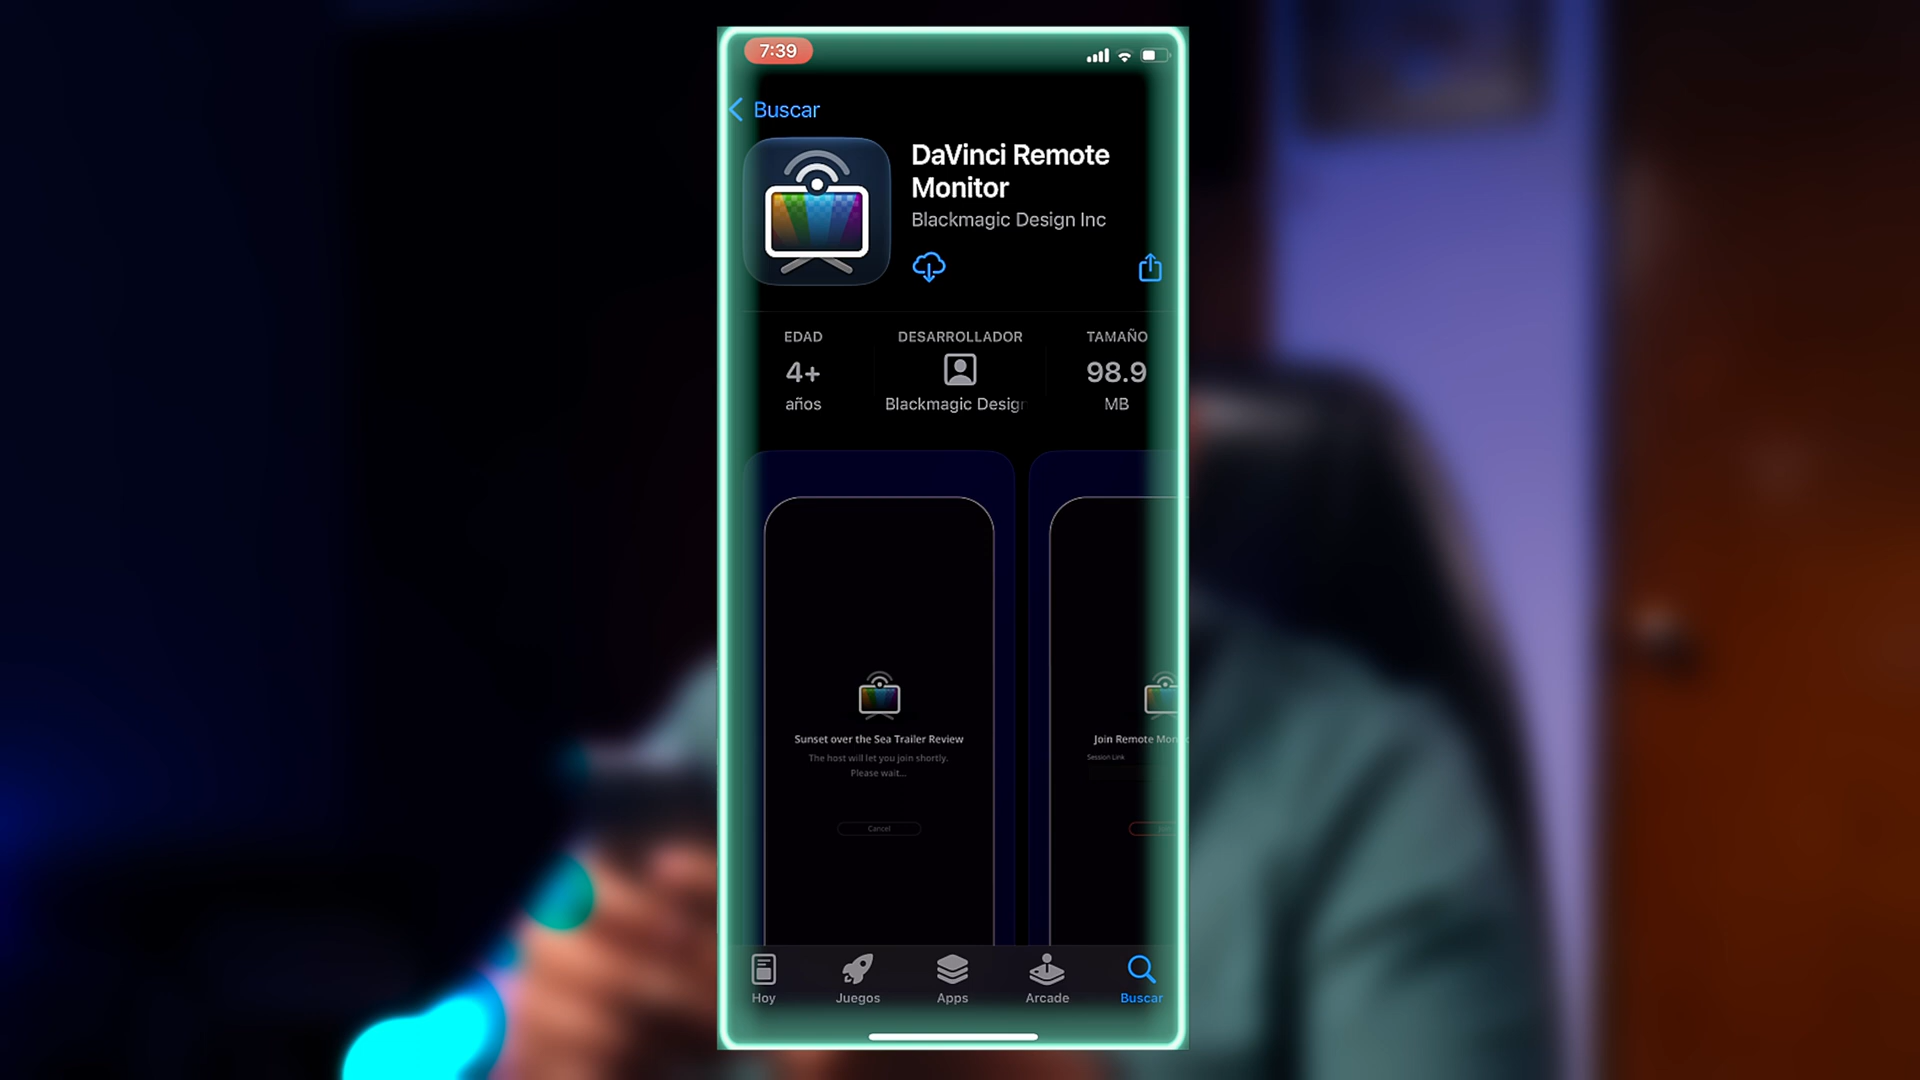 7:39
Buscar
DaVinci Remote
Monitor
Blackmagic Design Inc
EDAD
DESARROLLADOR
TAMAÑO
4+
98.9
años
Blackmagic Design
MB
Sunset over the Sea Trailer Review
The host will let you join shortly.
Please wait...
Cancel
Join Remote Mon
Session Link
Hoy
Juegos
Apps
Arcade
Buscar